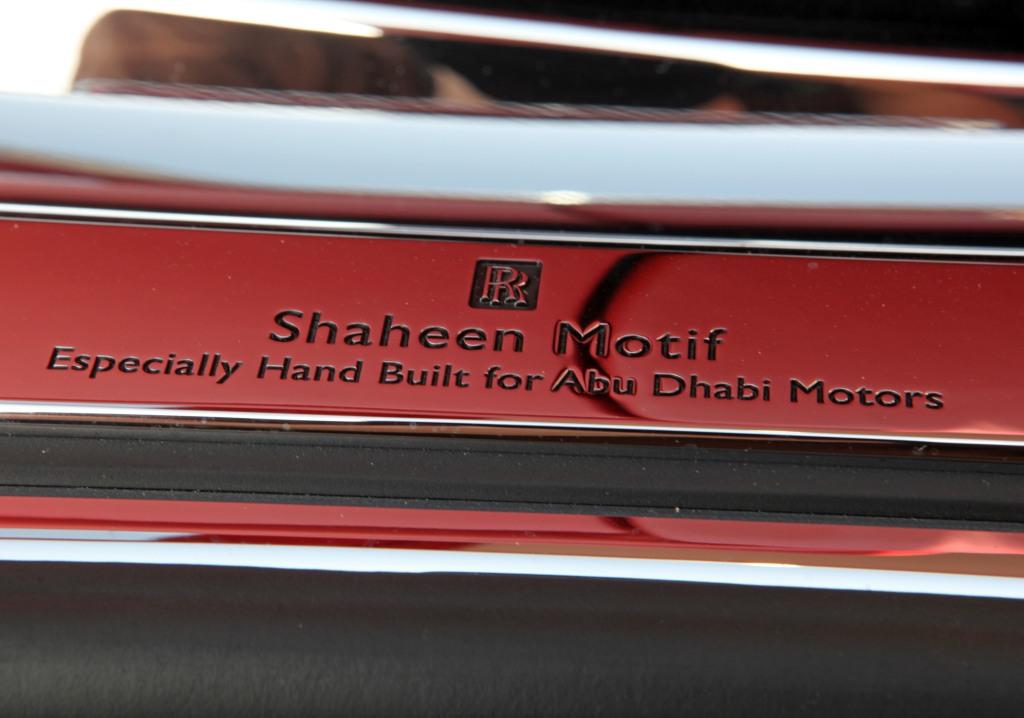 RR
Shaheen Motif
Especially Hand Built for Abu Dhabi Motors